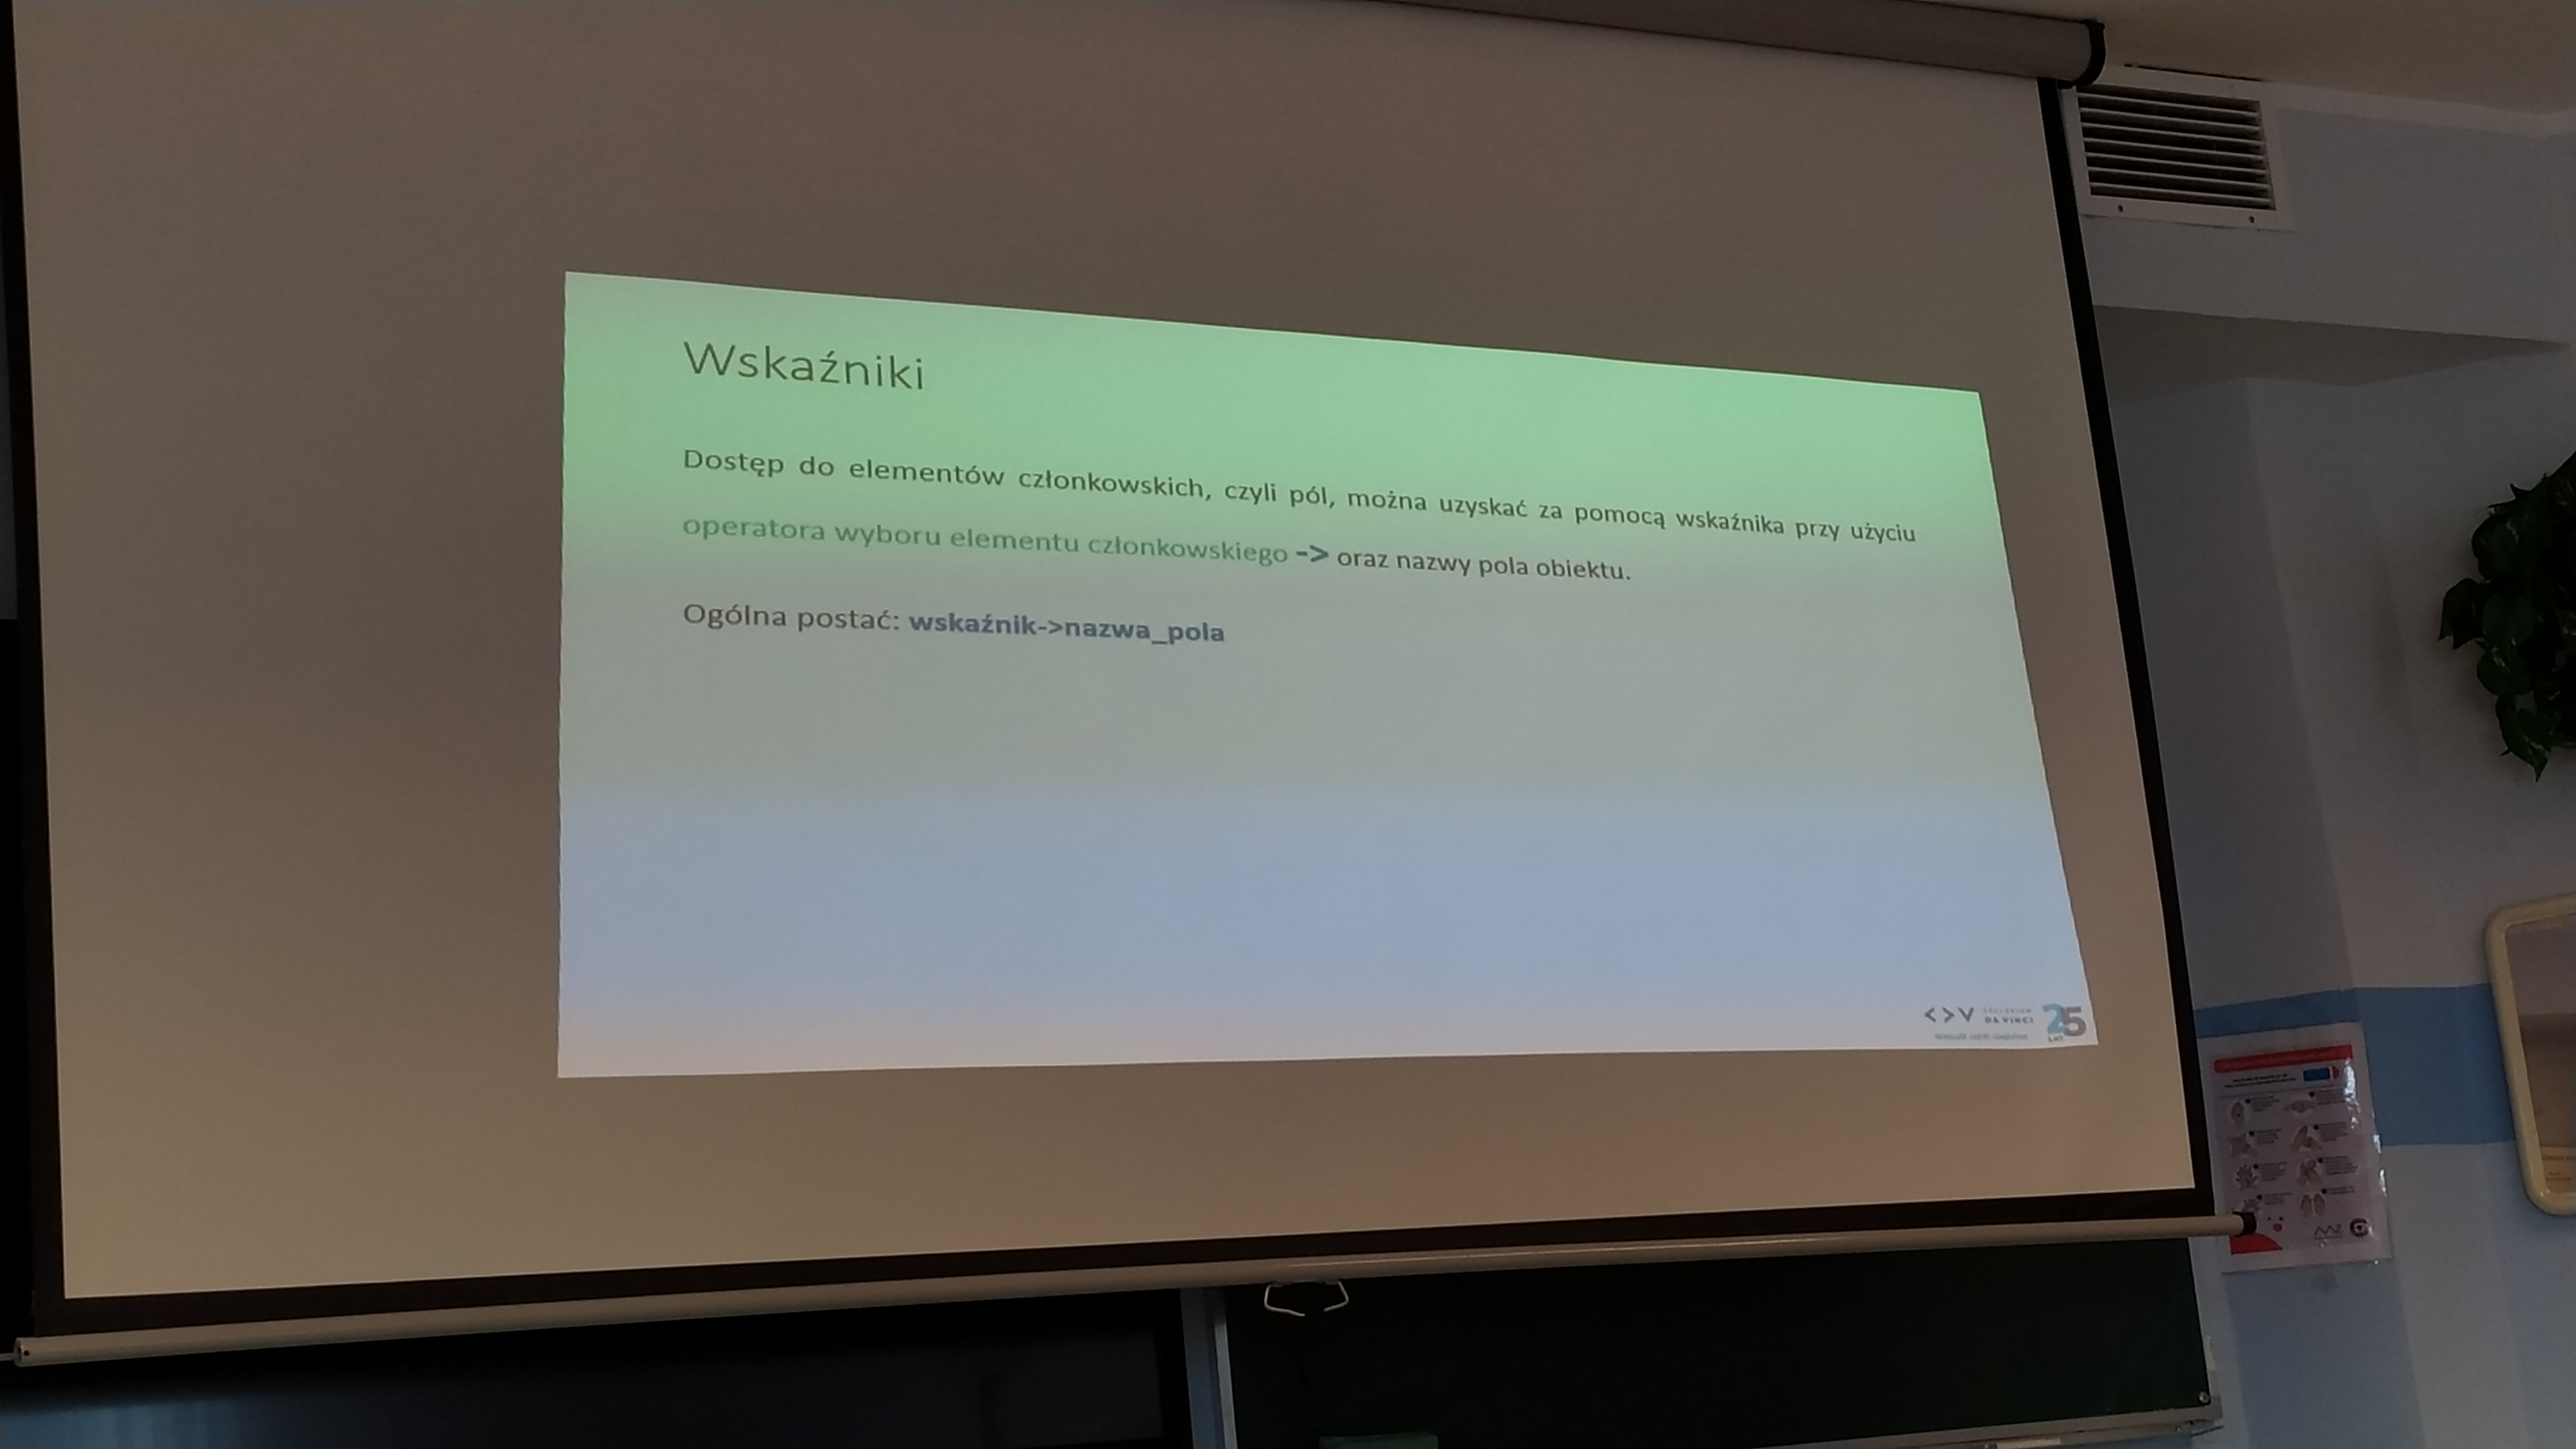 Wskaźniki
Dostęp do elementów członkowskich, czyli pól, można uzyskać za pomocą wskaźnika przy użyciu
operatora wyboru elementu członkowskiego -> oraz nazwy pola obiektu.
Ogólna postać: wskaźnik->nazwa_pola
DA VINCI
25
LAT